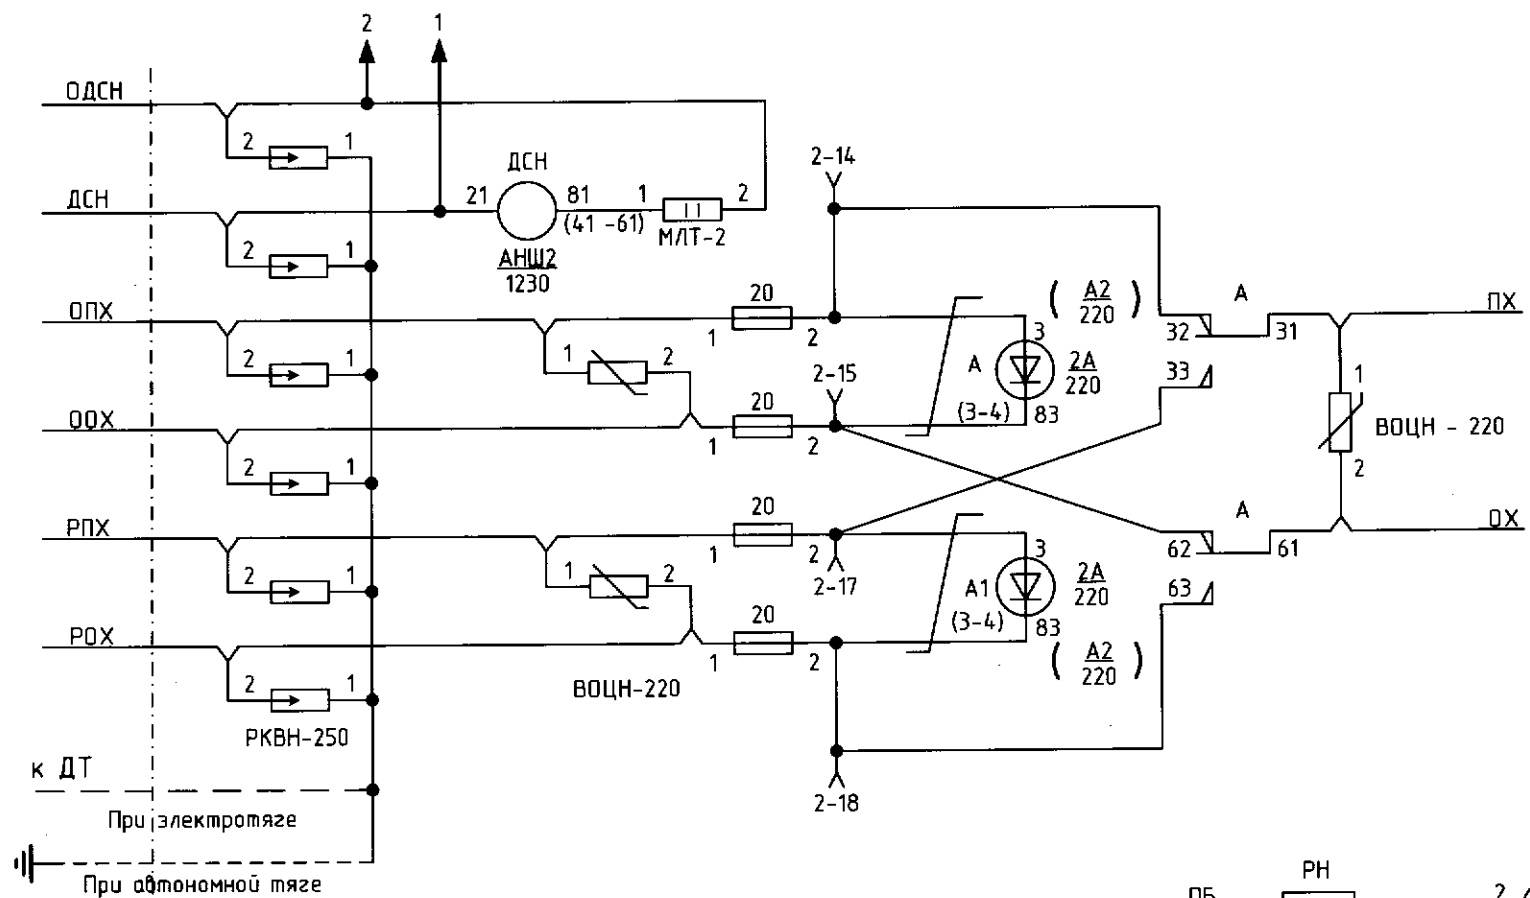 2 1
ОДСН
2 1
ДСН
ДСН
21 81 1 2
(41 -61)
МЛТ-2
АНШ2
1230
2 1
2-14
ОПХ
20
1 2
( А2 )
220
А
ПХ
32 31
2 1
1 2
3
А
2А
220
(3-4)
83
2-15
33
1
ВОЦН - 220
2
ООХ
20
1 2
2 1
РПХ
20
1 2
2-17
А
ОХ
62 61
2 1
1 2
3
А1
2А
220
(3-4)
83
63
РОХ
20
1 2
( А2 )
220
2 1
ВОЦН-220
РКВН-250
к ДТ
2-18
При электротяге
При автономной тяге
РН
ПБ
2